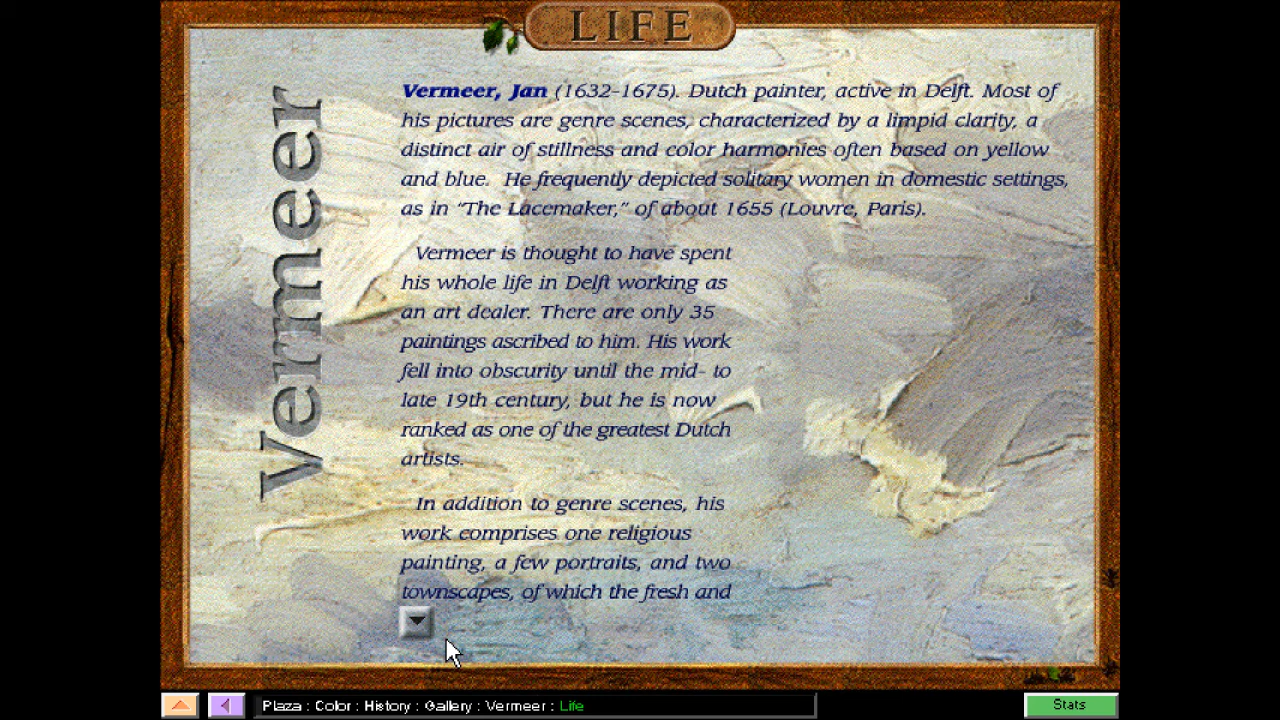 LIFE
Vermeer
Vermeer, Jan (1632-1675). Dutch painter, active in Delft. Most of
his pictures are genre scenes, characterized by a limpid clarity, a
distinct air of stillness and color harmonies often based on yellow
and blue.  He frequently depicted solitary women in domestic settings,
as in “The Lacemaker,” of about 1655 (Louvre, Paris).
Vermeer is thought to have spent
his whole life in Delft working as
an art dealer. There are only 35
paintings ascribed to him. His work
fell into obscurity until the mid- to
late 19th century, but he is now
ranked as one of the greatest Dutch
artists.
In addition to genre scenes, his
work comprises one religious
painting, a few portraits, and two
townscapes, of which the fresh and
Plaza : Color : History : Gallery : Vermeer : Life
Stats